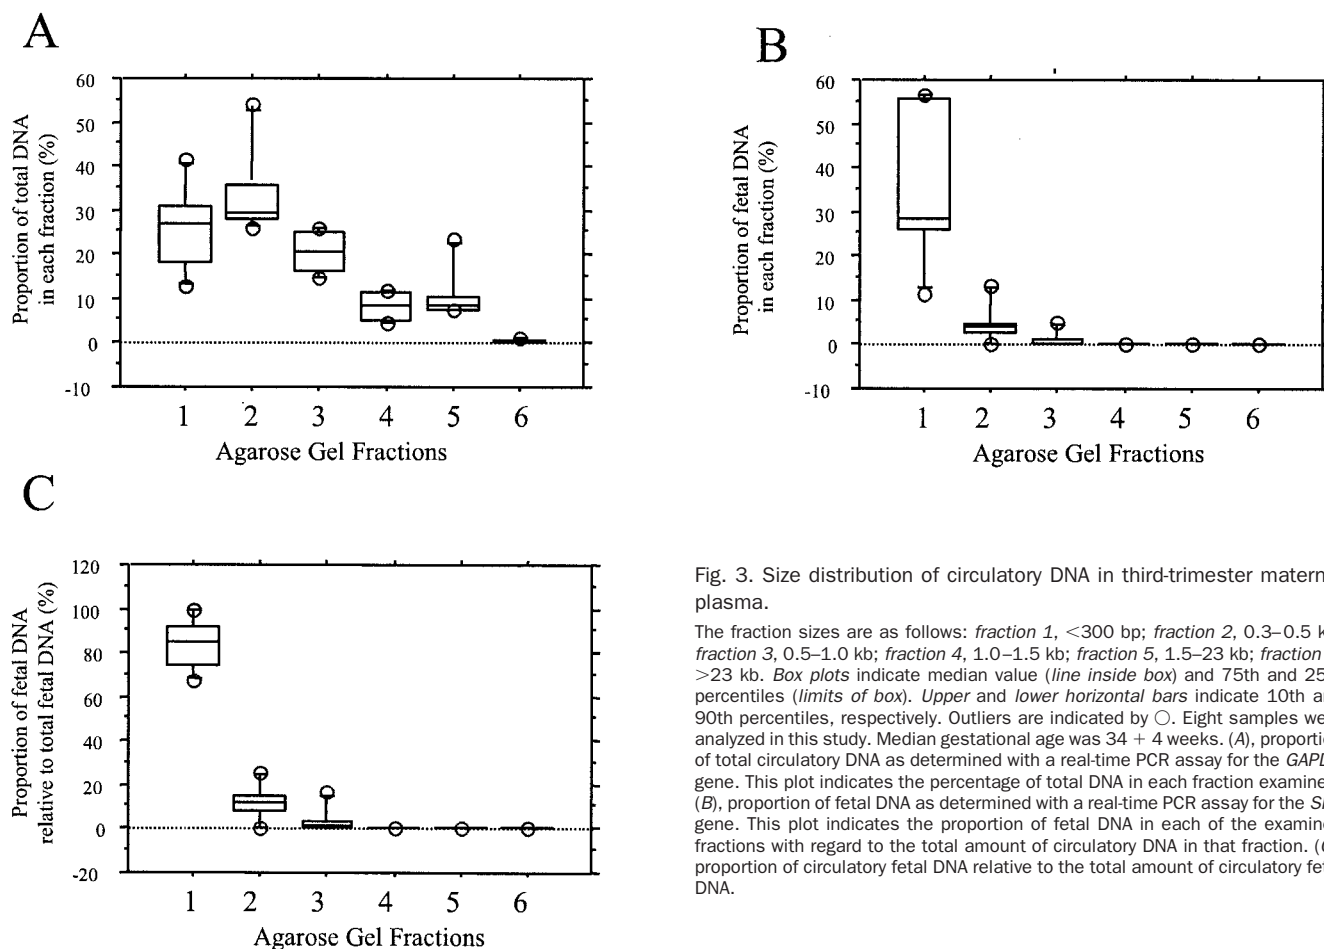 A
Proportion of total DNA
in each fraction (%)
60
50
40
30
20
10
0
-10
1 2 3 4 5 6
Agarose Gel Fractions
B
Proportion of fetal DNA
in each fraction (%)
60
50
40
30
20
10
0
-10
1 2 3 4 5 6
Agarose Gel Fractions
C
Proportion of fetal DNA
relative to total fetal DNA (%)
120
100
80
60
40
20
0
-20
1 2 3 4 5 6
Agarose Gel Fractions
Fig. 3. Size distribution of circulatory DNA in third-trimester matern
plasma.
The fraction sizes are as follows: fraction 1, <300 bp; fraction 2, 0.3–0.5 k
fraction 3, 0.5–1.0 kb; fraction 4, 1.0–1.5 kb; fraction 5, 1.5–23 kb; fraction
>23 kb. Box plots indicate median value (line inside box) and 75th and 25
percentiles (limits of box). Upper and lower horizontal bars indicate 10th a
90th percentiles, respectively. Outliers are indicated by ○. Eight samples we
analyzed in this study. Median gestational age was 34 + 4 weeks. (A), proportio
of total circulatory DNA as determined with a real-time PCR assay for the GAPD
gene. This plot indicates the percentage of total DNA in each fraction examine
(B), proportion of fetal DNA as determined with a real-time PCR assay for the
gene. This plot indicates the proportion of fetal DNA in each of the examine
fractions with regard to the total amount of circulatory DNA in that fraction.
proportion of circulatory fetal DNA relative to the total amount of circulatory fet
DNA.